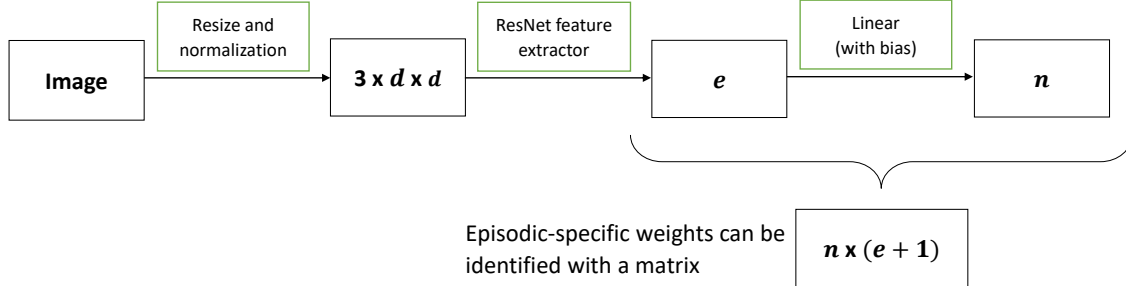 Resize and
normalization
ResNet feature
extractor
Linear
(with bias)
Image
3 x d x d
e
n
Episodic-specific weights can be
identified with a matrix
n x (e + 1)